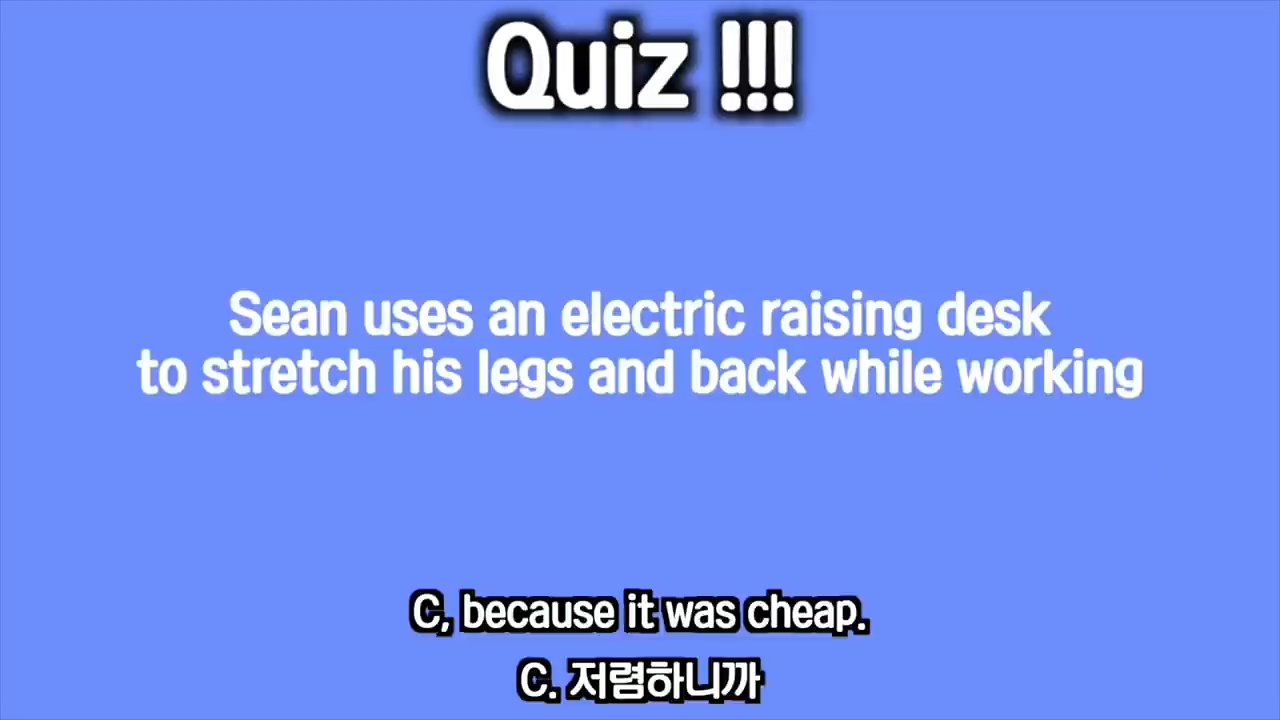 Quiz !!!
Sean uses an electric raising desk
to stretch his legs and back while working
C, because it was cheap.
C. 저렴하니까